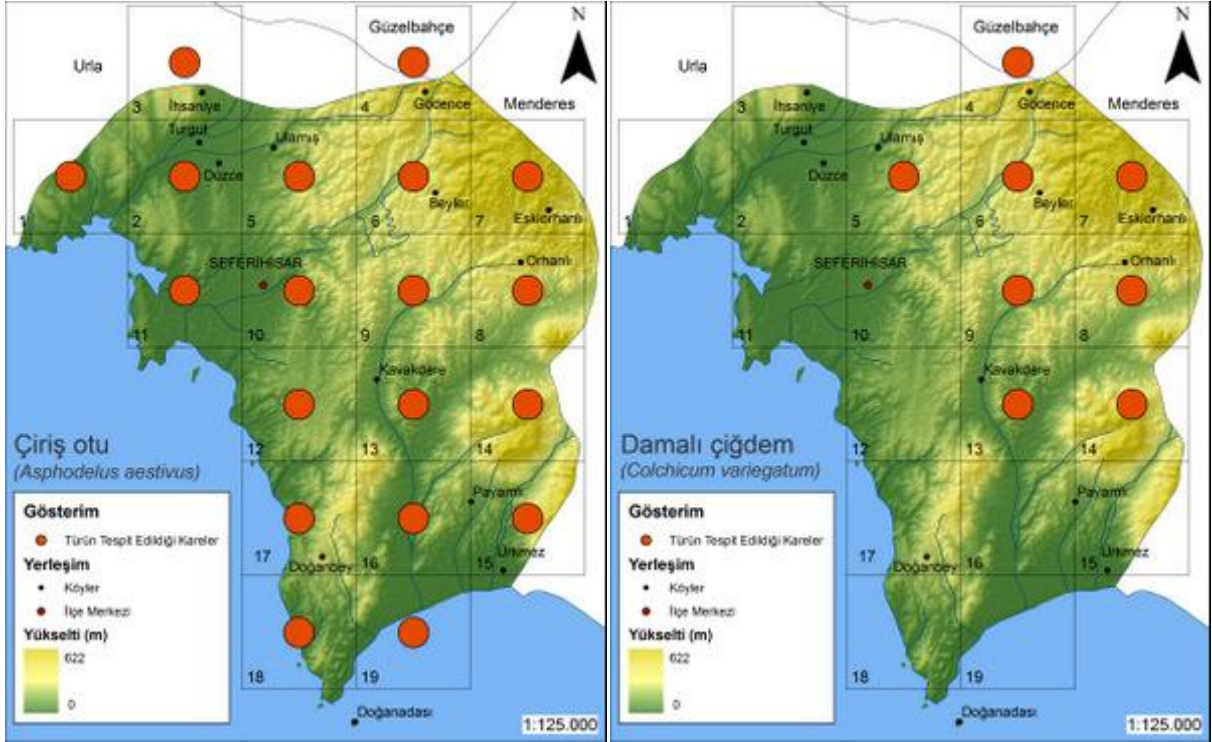 N
Güzelbahçe
Urla
3
4
İhsaniye
Gödence
Menderes
Turgut
Ulamış
Düzce
Beyler
Eskiorhanlı
1
2
5
6
7
SEFERİHİSAR
Orhanlı
11
10
9
8
Kavakdere
Çiriş otu
(Asphodelus aestivus)
12
13
14
Payamlı
Gösterim
Türün Tespit Edildiği Kareler
Yerleşim
Köyler
İlçe Merkezi
Yükselti (m)
622
0
17
Doğanbey
16
15
Ürkmez
18
19
Doğanadası
1:125.000
N
Güzelbahçe
Urla
3
4
İhsaniye
Gödence
Menderes
Turgut
Ulamış
Düzce
Beyler
Eskiorhanlı
1
2
5
6
7
SEFERİHİSAR
Orhanlı
11
10
9
8
Kavakdere
Damalı çiğdem
(Colchicum variegatum)
12
13
14
Payamlı
Gösterim
Türün Tespit Edildiği Kareler
Yerleşim
Köyler
İlçe Merkezi
Yükselti (m)
622
0
17
Doğanbey
16
15
Ürkmez
18
19
Doğanadası
1:125.000